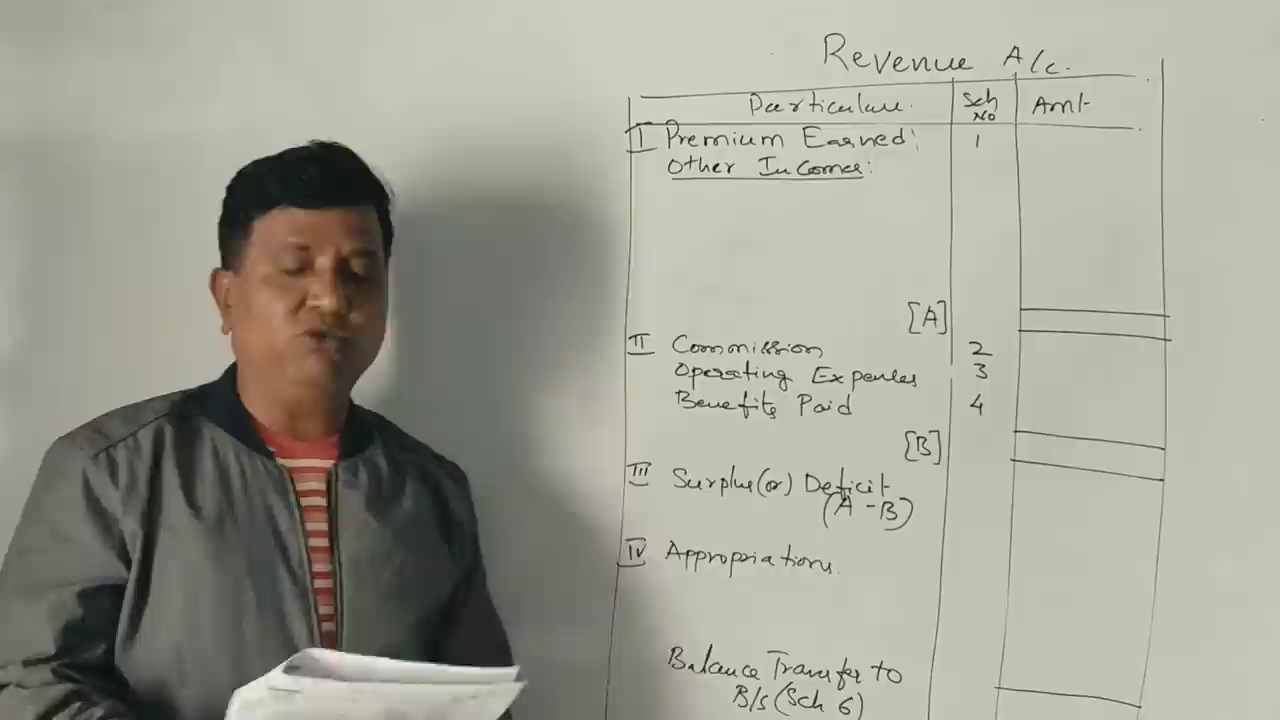 Revenue A/c.
Particulars. Sch No Amt
I Premium Earned: 1
Other Incomes:
[A]
II Commission 2
Operating Expenses 3
Benefits Paid 4
[B]
III Surplus (or) Deficit
(A - B)
IV Appropriations.
Balance Transfer to
B/s (Sch 6)